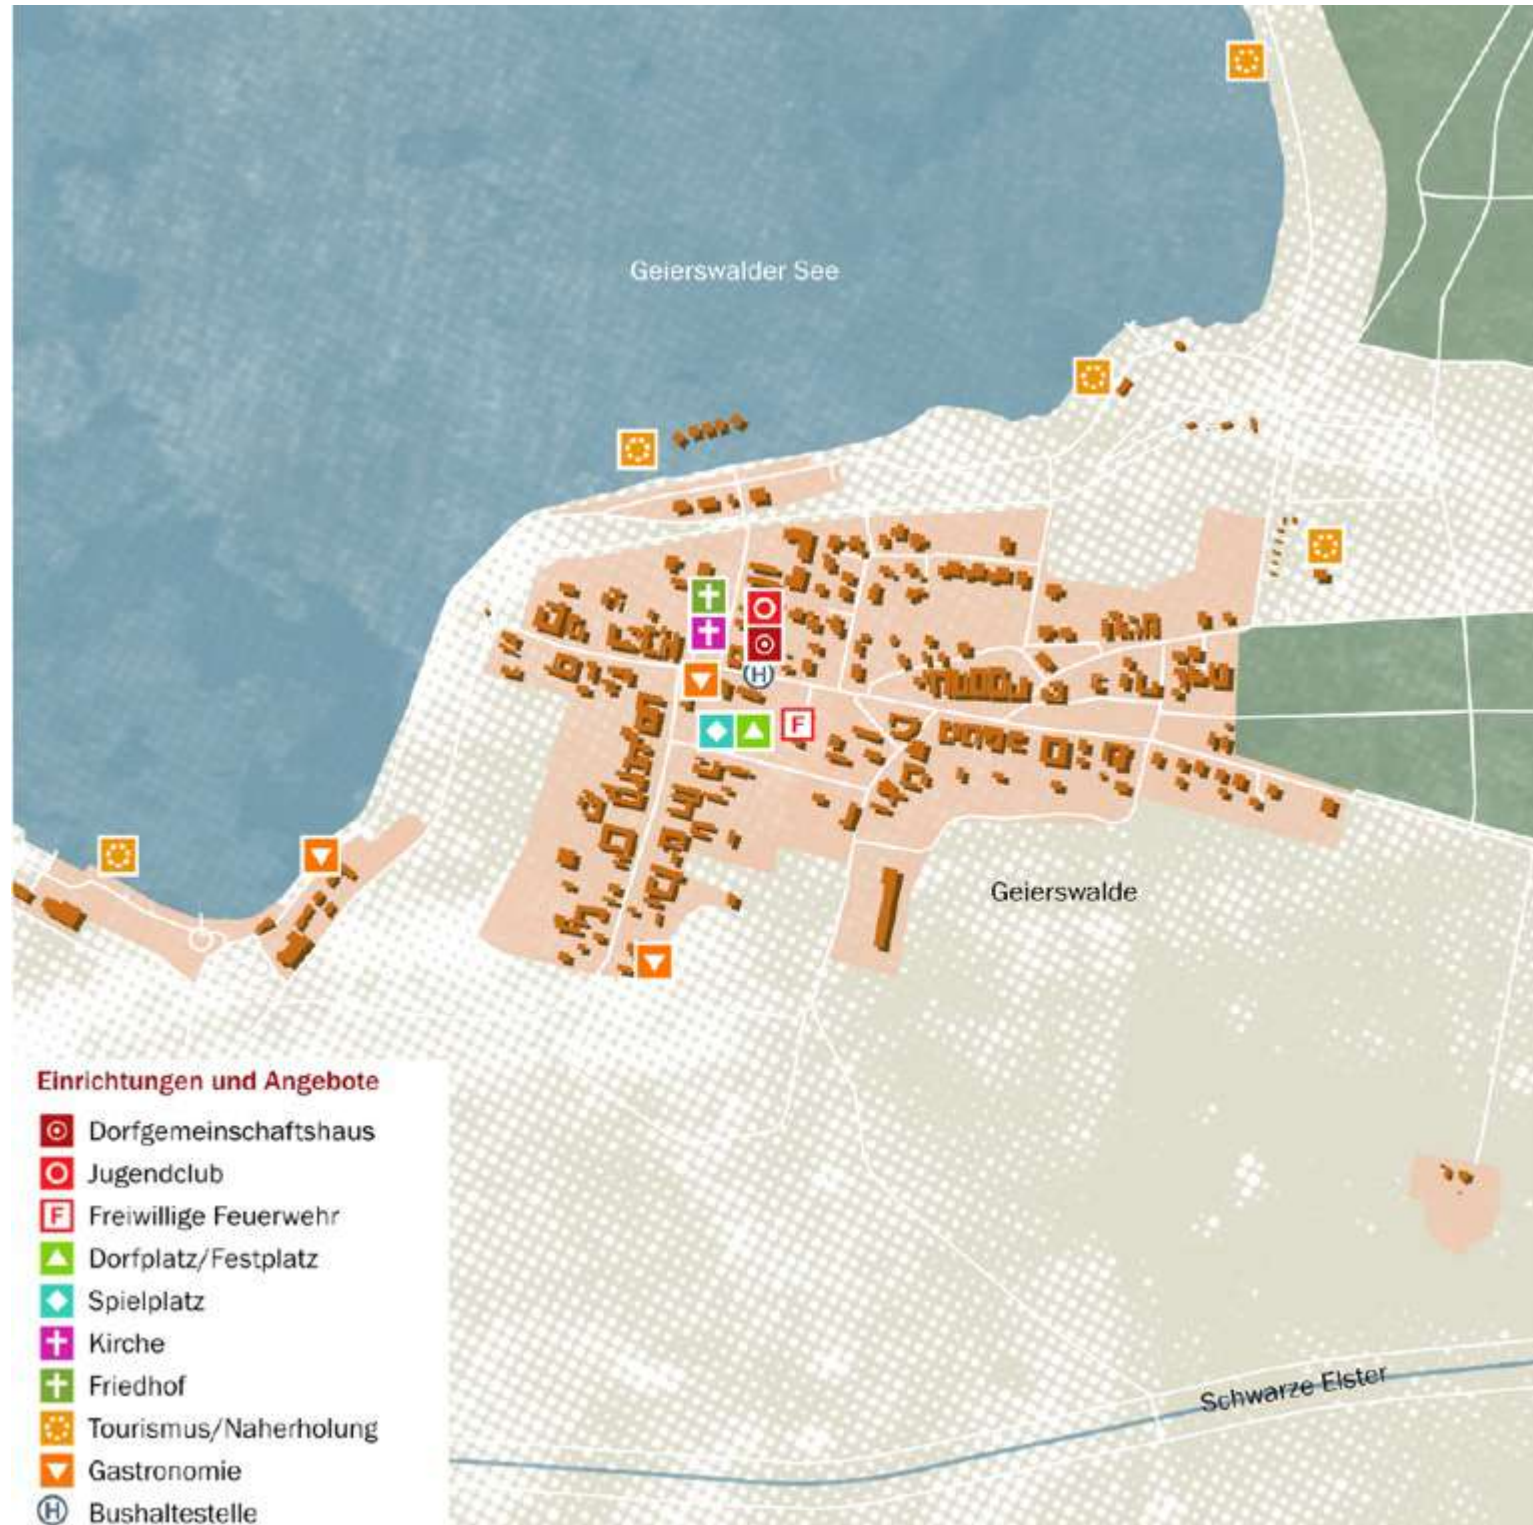 Geierswalder See
H
F
Geierswalde
Schwarze Elster
Einrichtungen und Angebote
Dorfgemeinschaftshaus
Jugendclub
F Freiwillige Feuerwehr
Dorfplatz/Festplatz
Spielplatz
Kirche
Friedhof
Tourismus/Naherholung
Gastronomie
H Bushaltestelle